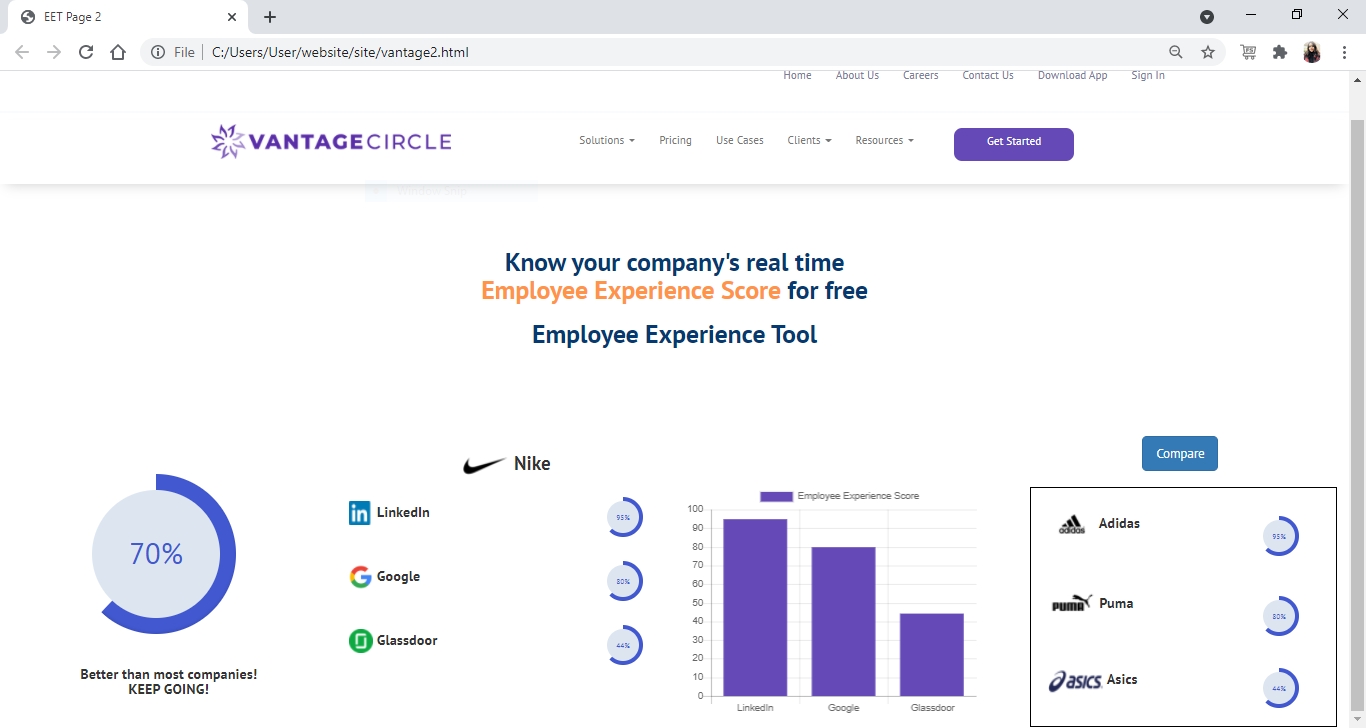 EET Page 2
File
C:/Users/User/website/site/vantage2.html
Home About Us Careers Contact Us Download App Sign In
VANTAGECIRCLE
Solutions Pricing Use Cases Clients Resources Get Started
Know your company's real time
Employee Experience Score for free
Employee Experience Tool
70%
Better than most companies!
KEEP GOING!
Nike
LinkedIn 95%
Google 80%
Glassdoor 44%
Employee Experience Score
100
90
80
70
60
50
40
30
20
10
0
LinkedIn Google Glassdoor
Compare
adidas Adidas 95%
PUMA Puma 80%
asics Asics 44%